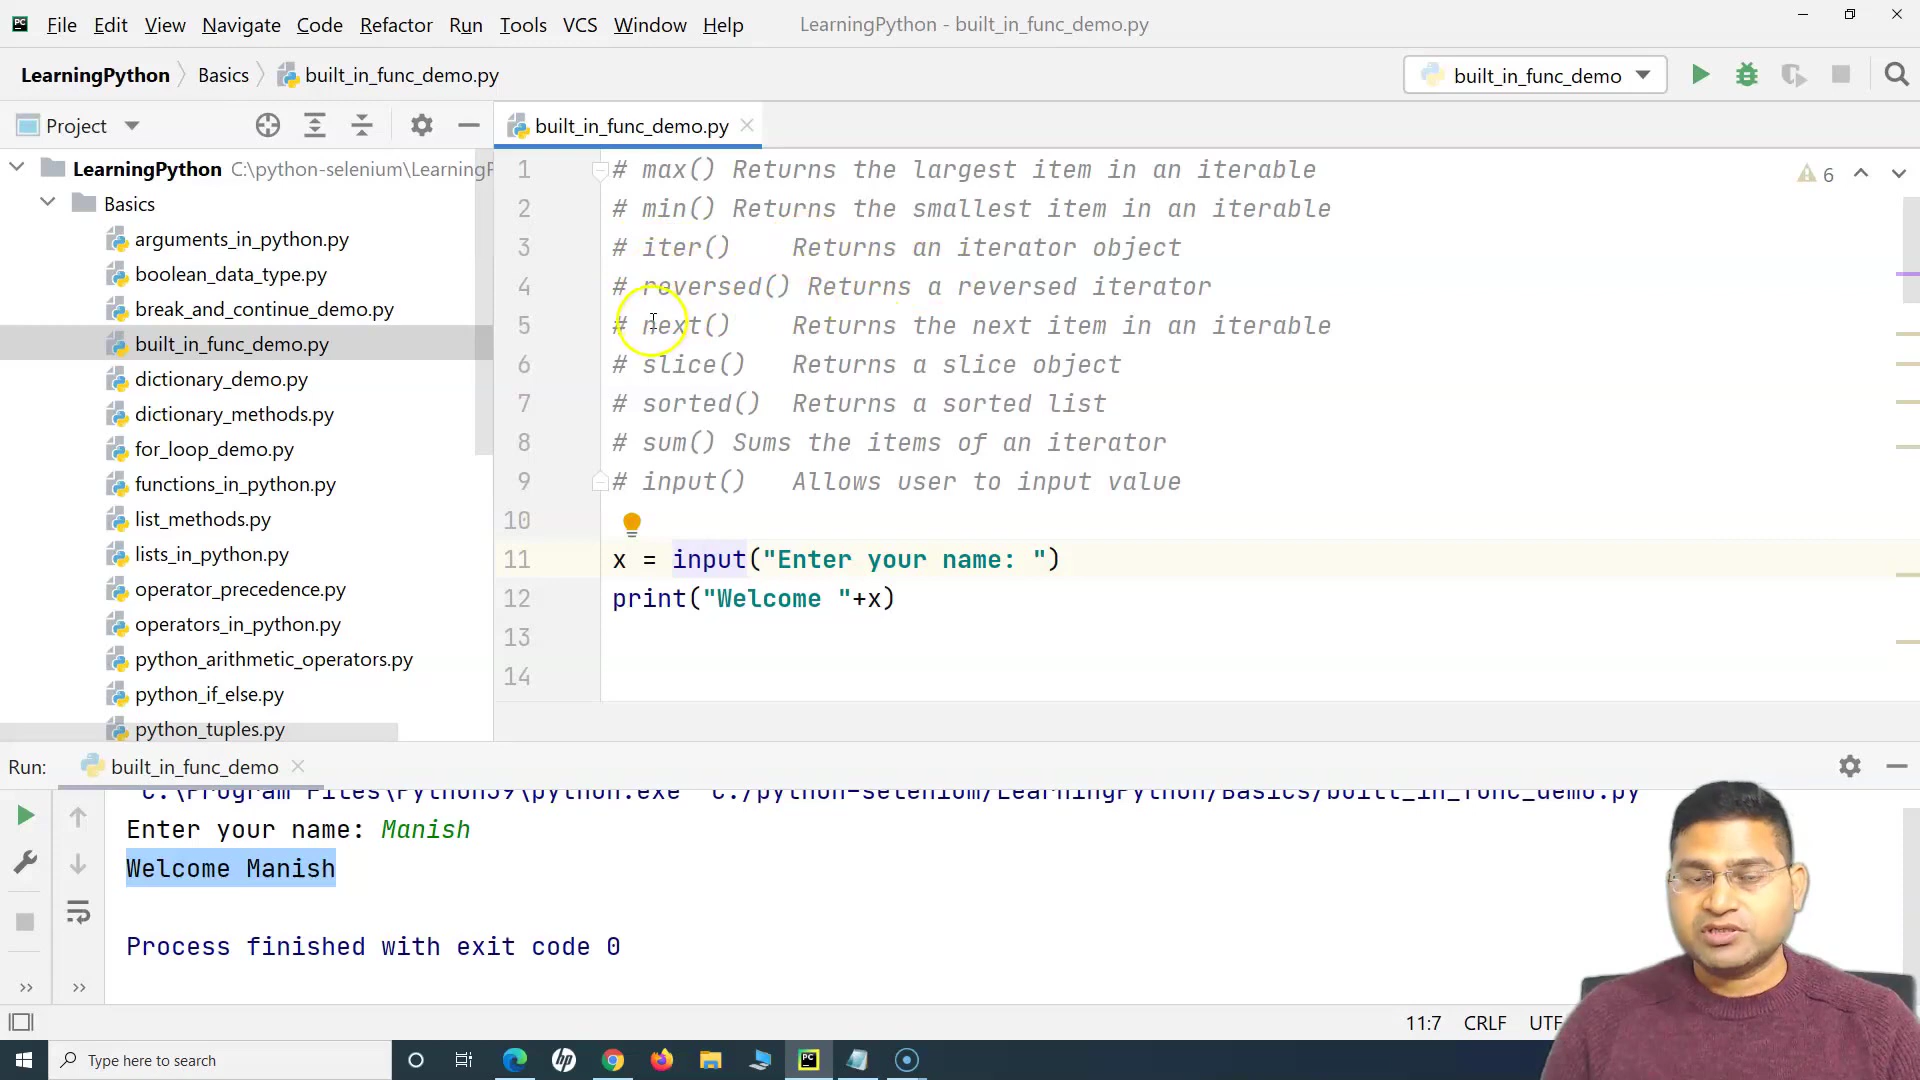 File Edit View Navigate Code Refactor Run Tools VCS Window Help LearningPython - built_in_func_demo.py
LearningPython Basics built_in_func_demo.py built_in_func_demo
Project
built_in_func_demo.py
LearningPython C:\python-selenium\LearningP
Basics
arguments_in_python.py
boolean_data_type.py
break_and_continue_demo.py
built_in_func_demo.py
dictionary_demo.py
dictionary_methods.py
for_loop_demo.py
functions_in_python.py
list_methods.py
lists_in_python.py
operator_precedence.py
operators_in_python.py
python_arithmetic_operators.py
python_if_else.py
python_tuples.py
1 # max() Returns the largest item in an iterable
2 # min() Returns the smallest item in an iterable
3 # iter() Returns an iterator object
4 # reversed() Returns a reversed iterator
5 # next() Returns the next item in an iterable
6 # slice() Returns a slice object
7 # sorted() Returns a sorted list
8 # sum() Sums the items of an iterator
9 # input() Allows user to input value
10
11 x = input("Enter your name: ")
12 print("Welcome "+x)
13
14
6
Run: built_in_func_demo
"C:\Program Files\Python39\python.exe" C:/python-selenium/LearningPython/Basics/built_in_func_demo.py
Enter your name: Manish
Welcome Manish
Process finished with exit code 0
11:7 CRLF UTF
Type here to search